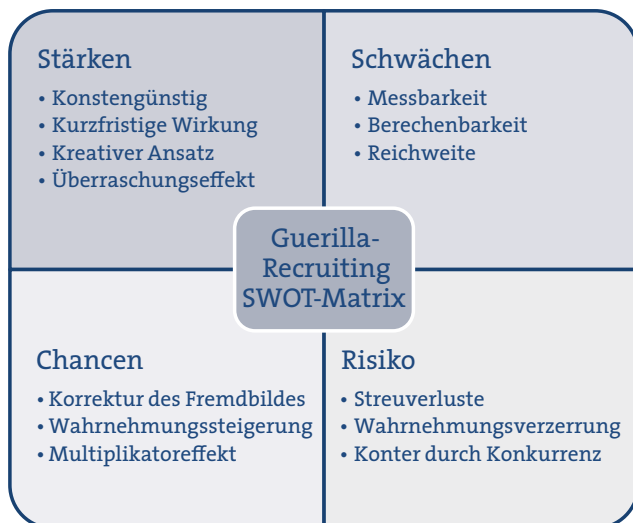 Stärken
• Konstengünstig
• Kurzfristige Wirkung
• Kreativer Ansatz
• Überraschungseffekt
Schwächen
• Messbarkeit
• Berechenbarkeit
• Reichweite
Guerilla-
Recruiting
SWOT-Matrix
Chancen
• Korrektur des Fremdbildes
• Wahrnehmungssteigerung
• Multiplikatoreffekt
Risiko
• Streuverluste
• Wahrnehmungsverzerrung
• Konter durch Konkurrenz